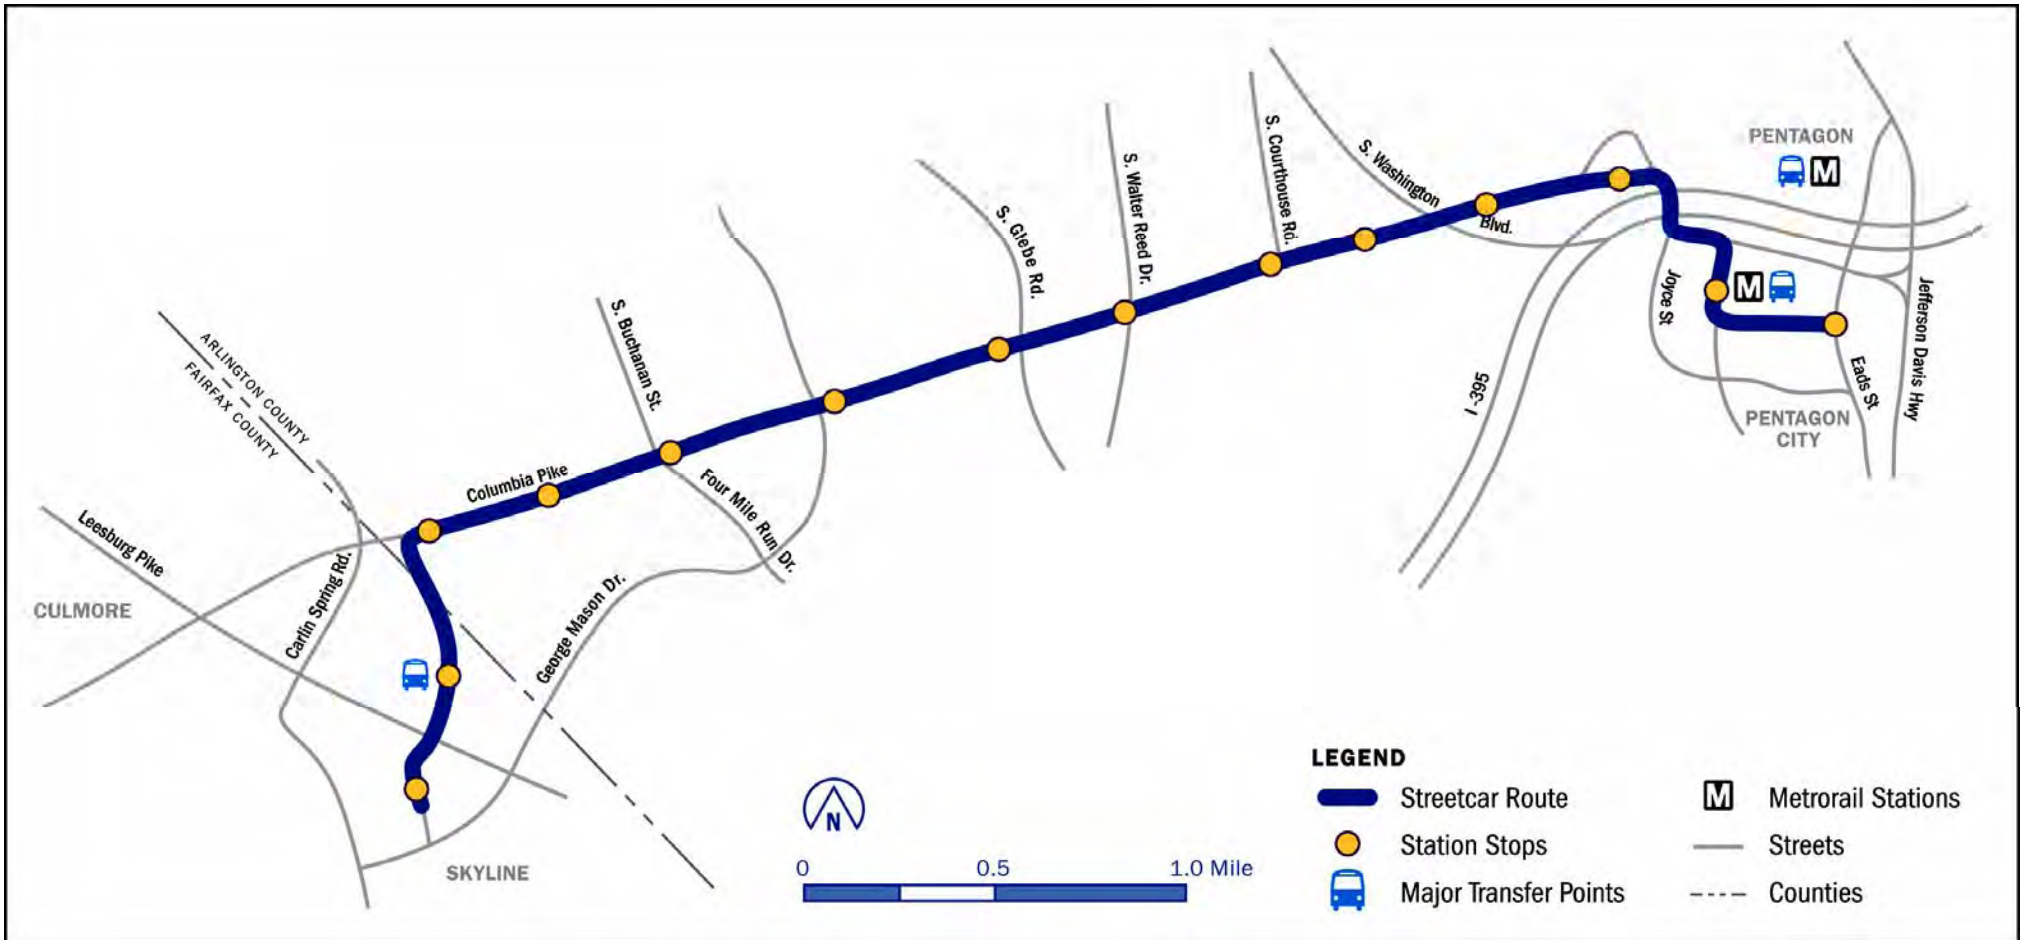 PENTAGON
M
S. Courthouse Rd.
S. Washington
Blvd.
S. Walter Reed Dr.
S. Glebe Rd.
Joyce St
M
Jefferson Davis Hwy
S. Buchanan St.
ARLINGTON COUNTY
FAIRFAX COUNTY
I-395
Eads St
PENTAGON
CITY
Columbia Pike
Four Mile Run Dr.
Leesburg Pike
CULMORE
Carlin Spring Rd.
George Mason Dr.
SKYLINE
N
0 0.5 1.0 Mile
LEGEND
Streetcar Route
Station Stops
Major Transfer Points
M Metrorail Stations
Streets
Counties